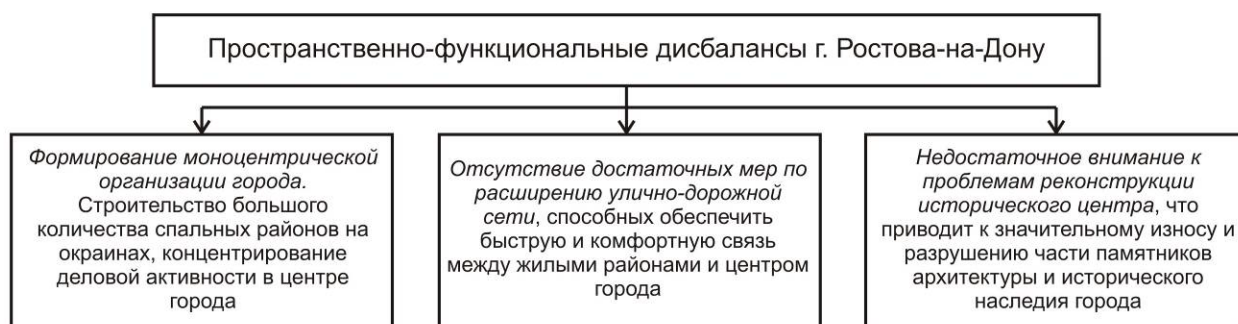 Пространственно-функциональные дисбалансы г. Ростова-на-Дону
Формирование моноцентрической
организации города.
Строительство большого
количества спальных районов на
окраинах, концентрирование
деловой активности в центре
города
Отсутствие достаточных мер по
расширению улично-дорожной
сети, способных обеспечить
быструю и комфортную связь
между жилыми районами и центром
города
Недостаточное внимание к
проблемам реконструкции
исторического центра, что
приводит к значительному износу и
разрушению части памятников
архитектуры и исторического
наследия города